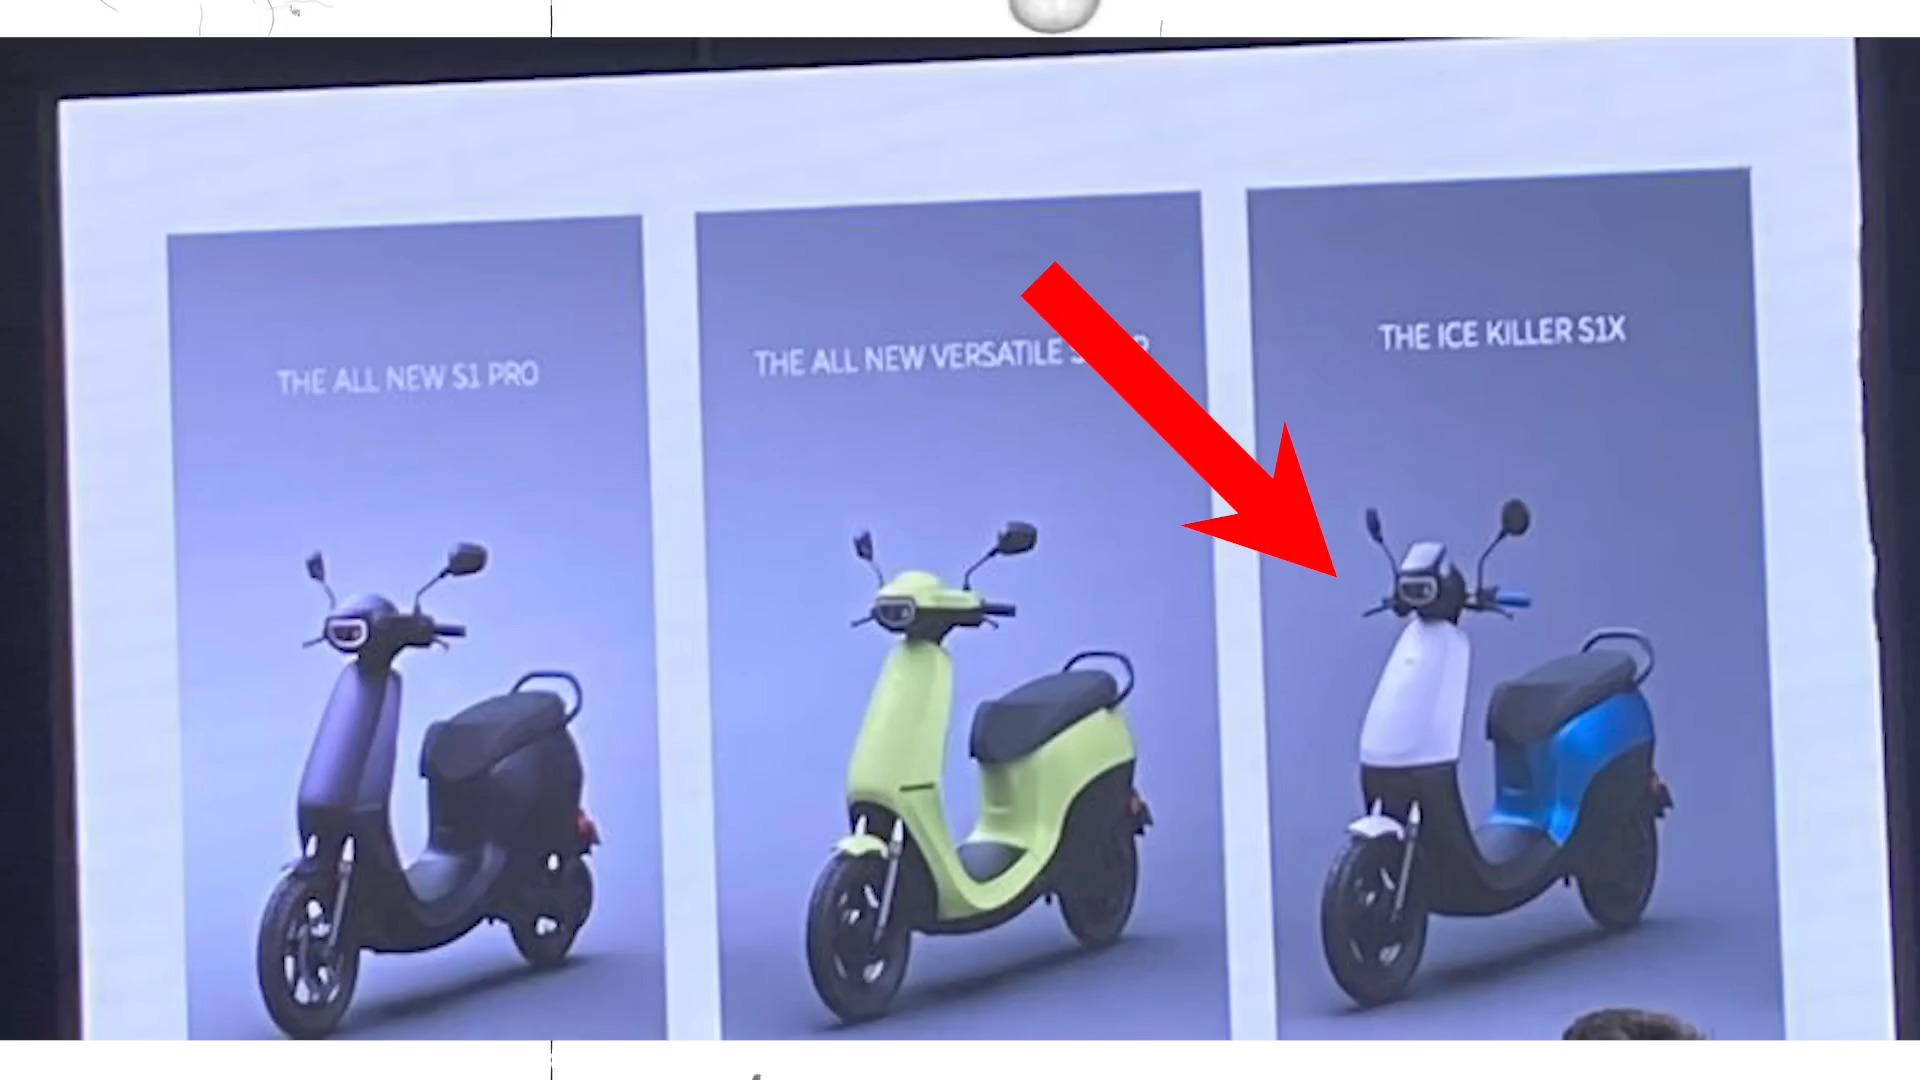 THE ALL NEW S1 PRO
THE ALL NEW VERSATILE
THE ICE KILLER S1X